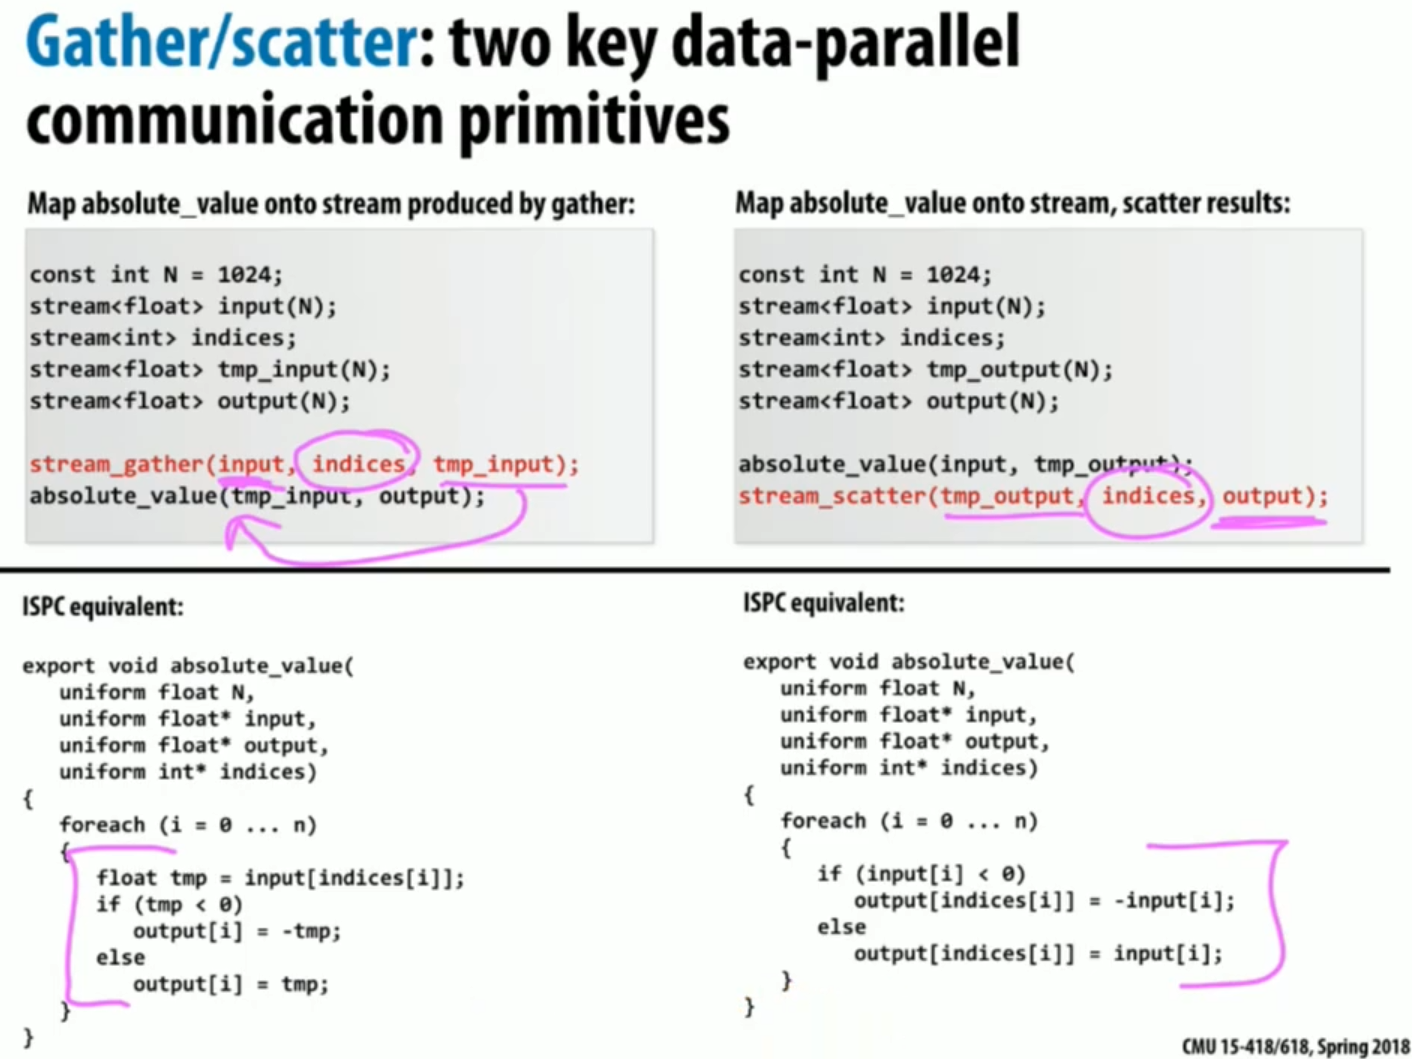 Gather/scatter: two key data-parallel
communication primitives
Map absolute_value onto stream produced by gather:
const int N = 1024;
stream<float> input(N);
stream<int> indices;
stream<float> tmp_input(N);
stream<float> output(N);
stream_gather(input, indices, tmp_input);
absolute_value(tmp_input, output);
Map absolute_value onto stream, scatter results:
const int N = 1024;
stream<float> input(N);
stream<int> indices;
stream<float> tmp_output(N);
stream<float> output(N);
absolute_value(input, tmp_output);
stream_scatter(tmp_output, indices, output);
ISPC equivalent:
export void absolute_value(
uniform float N,
uniform float* input,
uniform float* output,
uniform int* indices)
{
foreach (i = 0 ... n)
{
float tmp = input[indices[i]];
if (tmp < 0)
output[i] = -tmp;
else
output[i] = tmp;
}
}
ISPC equivalent:
export void absolute_value(
uniform float N,
uniform float* input,
uniform float* output,
uniform int* indices)
{
foreach (i = 0 ... n)
{
if (input[i] < 0)
output[indices[i]] = -input[i];
else
output[indices[i]] = input[i];
}
}
CMU 15-418/618, Spring 2018